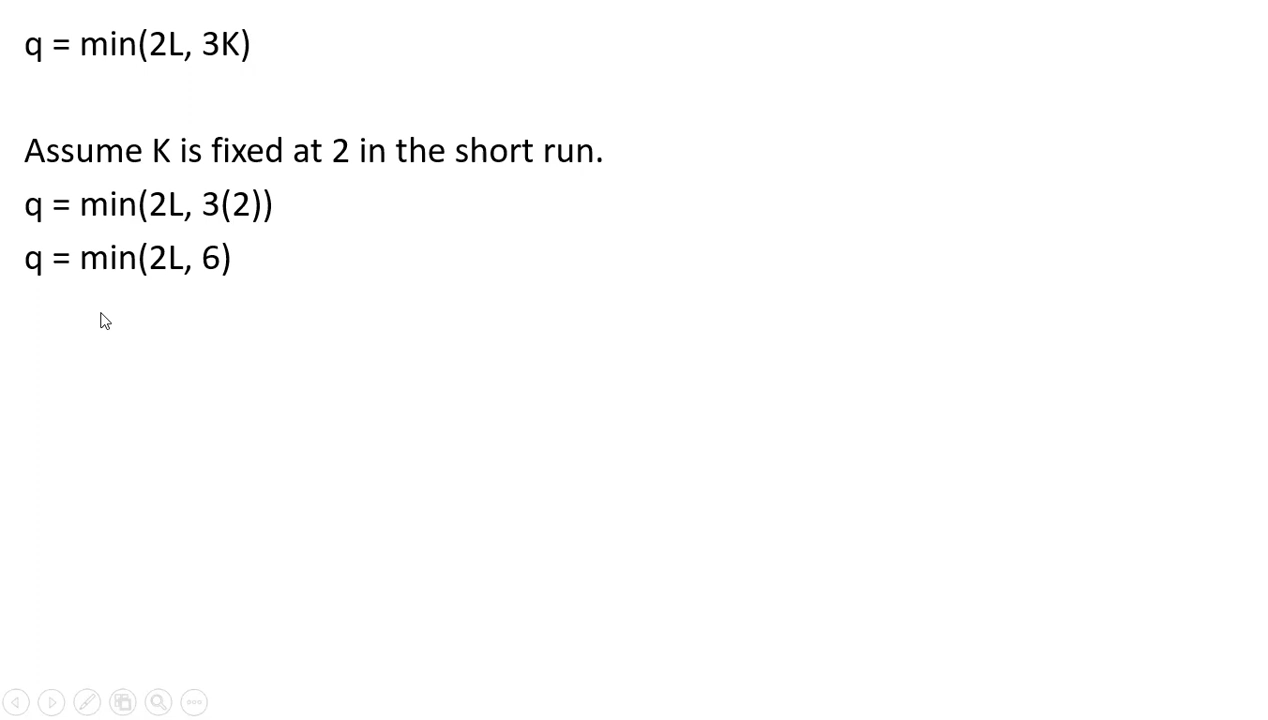 q = min(2L, 3K)
Assume K is fixed at 2 in the short run.
q = min(2L, 3(2))
q = min(2L, 6)